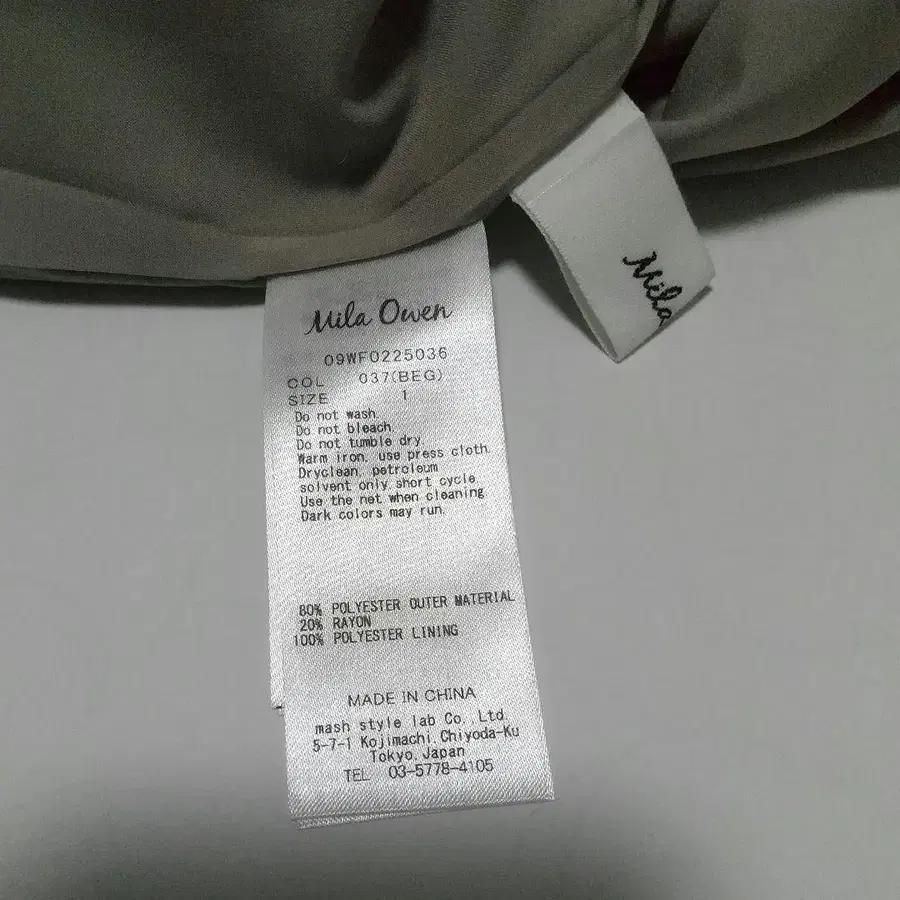 Mila Owen
09WF0225036
COL 037(BEG)
SIZE 1
Do not wash.
Do not bleach.
Do not tumble dry.
Warm iron, use press cloth.
Dryclean, petroleum
solvent only, short cycle.
Use the net when cleaning.
Dark colors may run.
80% POLYESTER OUTER MATERIAL
20% RAYON
100% POLYESTER LINING
MADE IN CHINA
mash style lab Co., Ltd.
5-7-1 Kojimachi, Chiyoda-Ku
Tokyo, Japan
TEL 03-5778-4105
Mila